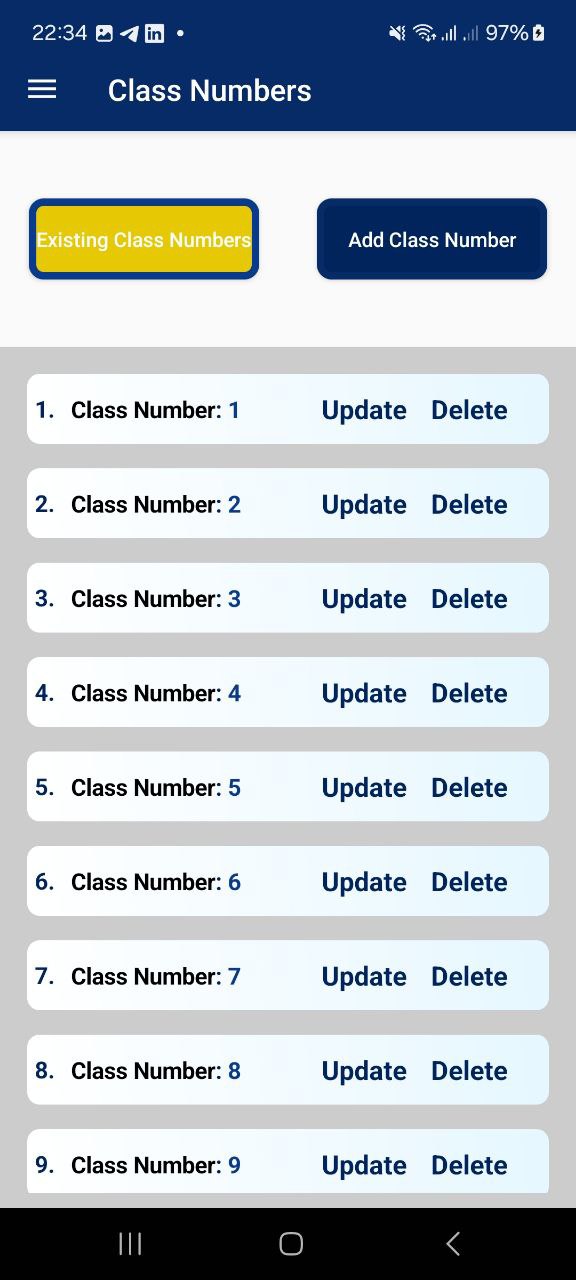 22:34 97%
Class Numbers
Existing Class Numbers Add Class Number
1. Class Number: 1 Update Delete
2. Class Number: 2 Update Delete
3. Class Number: 3 Update Delete
4. Class Number: 4 Update Delete
5. Class Number: 5 Update Delete
6. Class Number: 6 Update Delete
7. Class Number: 7 Update Delete
8. Class Number: 8 Update Delete
9. Class Number: 9 Update Delete